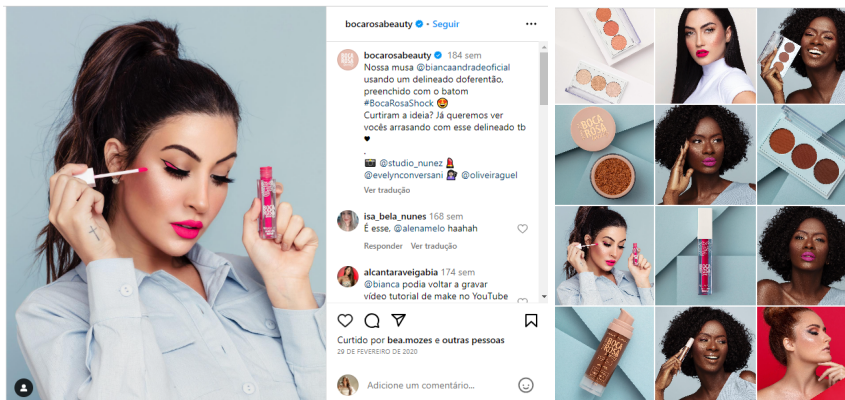 bocarosabeauty • Seguir
bocarosabeauty 184 sem
Nossa musa @biancaandradeoficial
usando um delineado doferentão,
preenchido com o batom
#BocaRosaShock 😍
Curtiram a ideia? Já queremos ver
vocês arrasando com esse delineado tb
♥
.
📷 @studio_nunez 💄
@evelynconversani 💇🏻‍♀️ @oliveiraguel
Ver tradução
isa_bela_nunes 168 sem
É esse, @alenamelo haahah
Responder Ver tradução
alcantaraveigabia 174 sem
@bianca podia voltar a gravar
vídeo tutorial de make no YouTube
Curtido por bea.mozes e outras pessoas
29 DE FEVEREIRO DE 2020
Adicione um comentário...
BOCA
ROSA
BOCA
ROSA